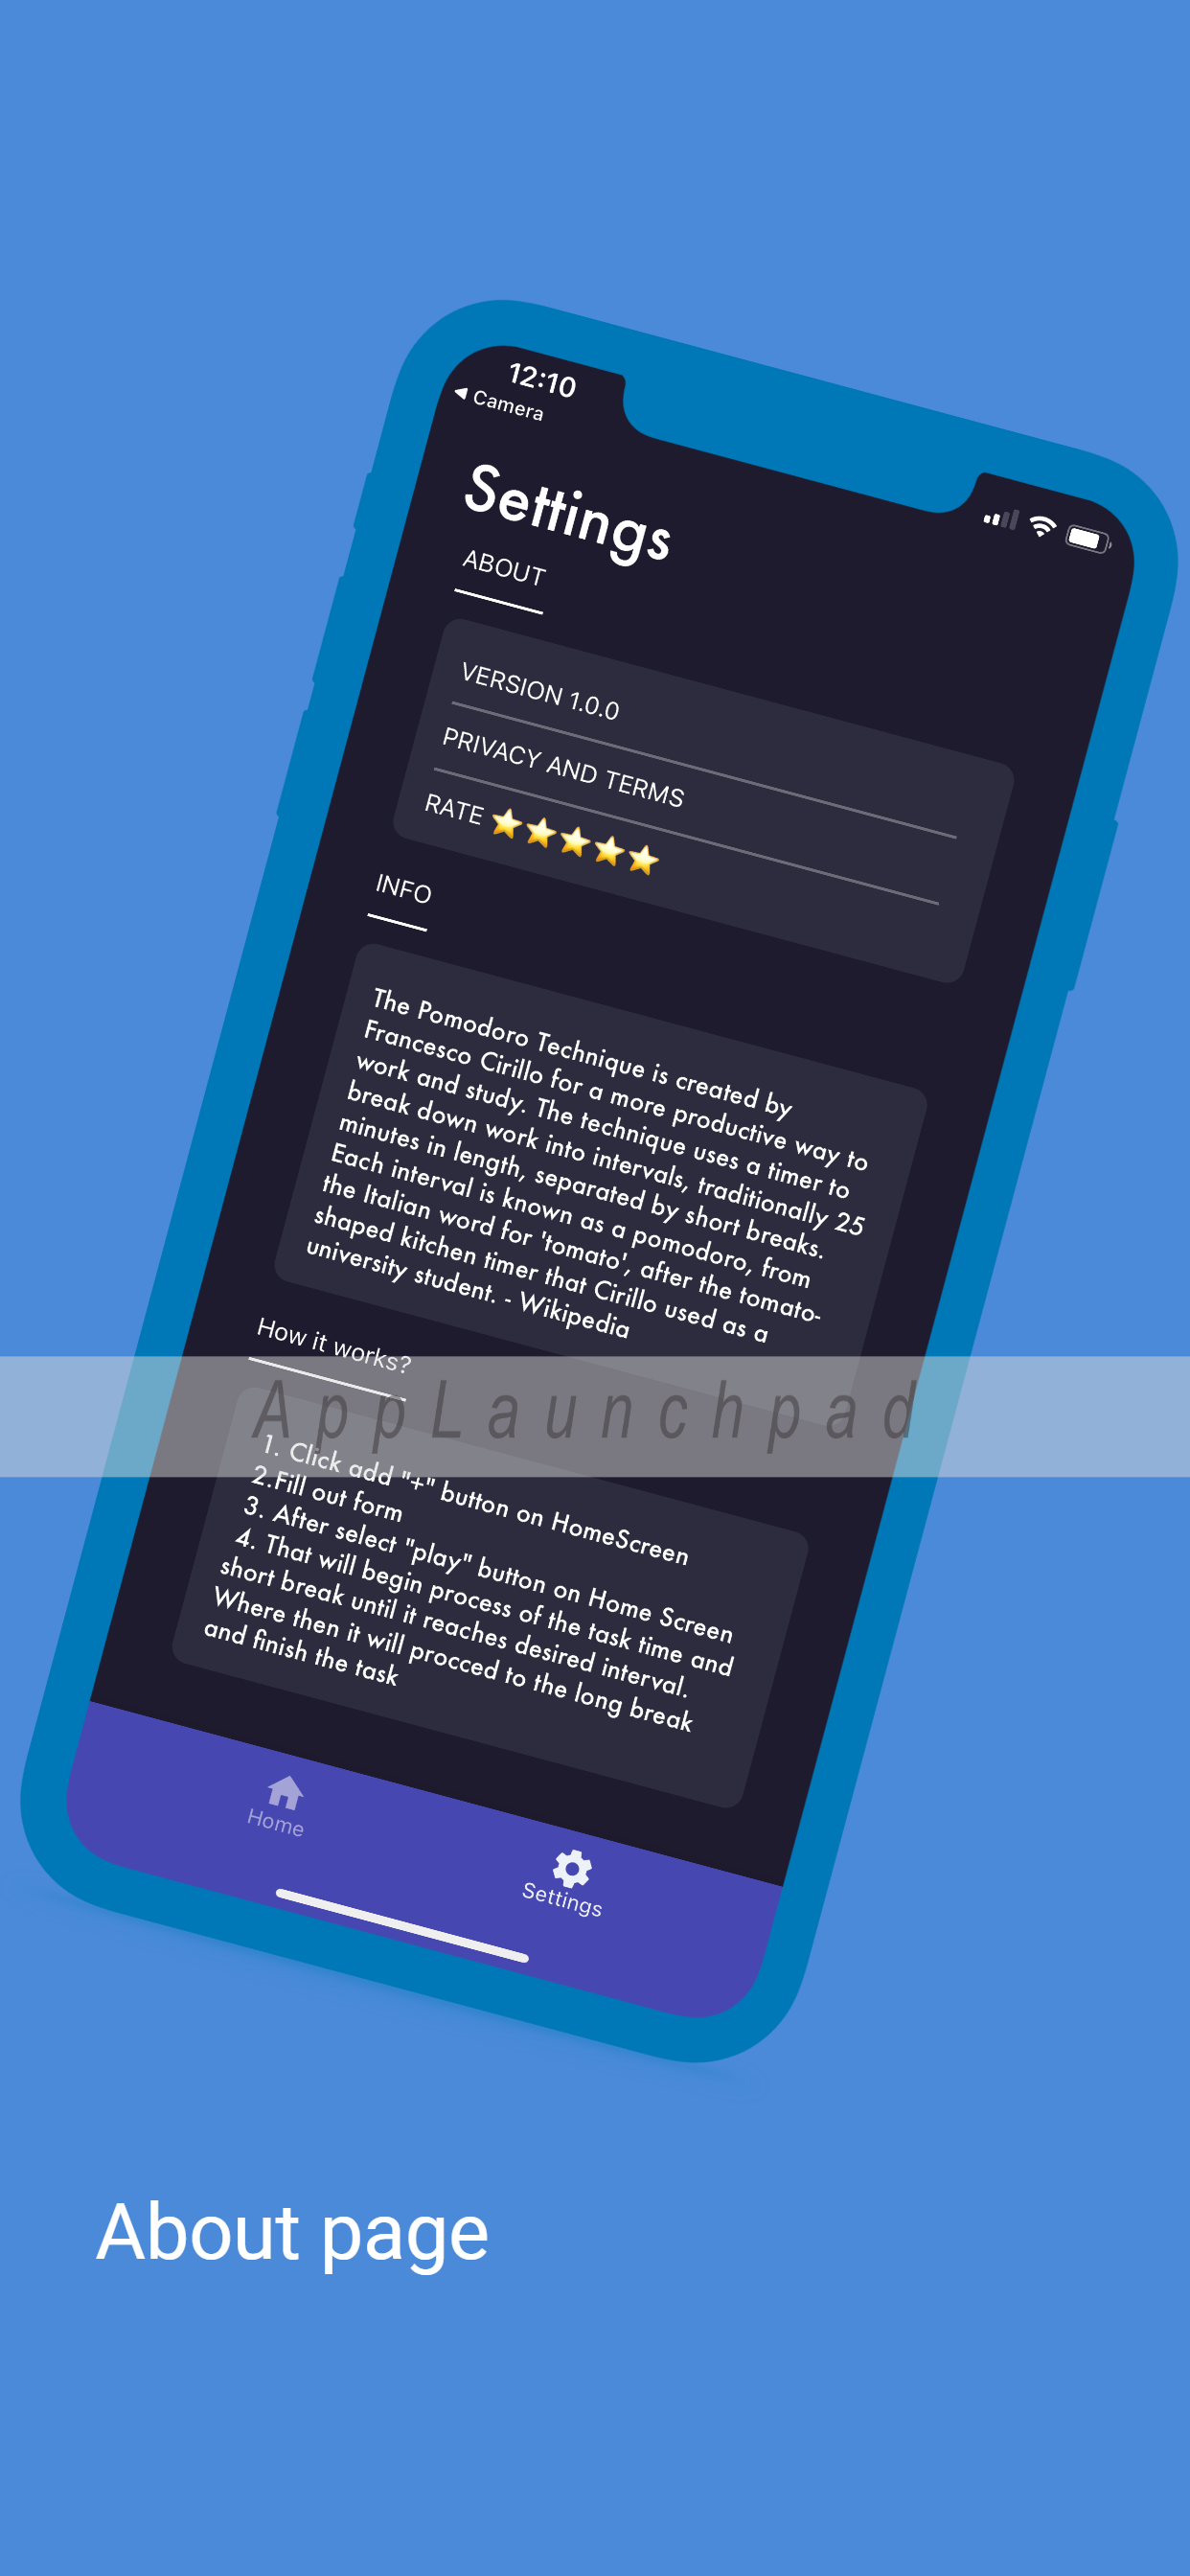 12:10
◀ Camera
Settings
ABOUT
VERSION 1.0.0
PRIVACY AND TERMS
RATE ⭐⭐⭐⭐⭐
INFO
The Pomodoro Technique is created by
Francesco Cirillo for a more productive way to
work and study. The technique uses a timer to
break down work into intervals, traditionally 25
minutes in length, separated by short breaks.
Each interval is known as a pomodoro, from
the Italian word for 'tomato', after the tomato-
shaped kitchen timer that Cirillo used as a
university student. - Wikipedia
How it works?
AppLaunchpad
1. Click add "+" button on HomeScreen
2.Fill out form
3. After select "play" button on Home Screen
4. That will begin process of the task time and
short break until it reaches desired interval.
Where then it will procced to the long break
and finish the task
Home
Settings
About page